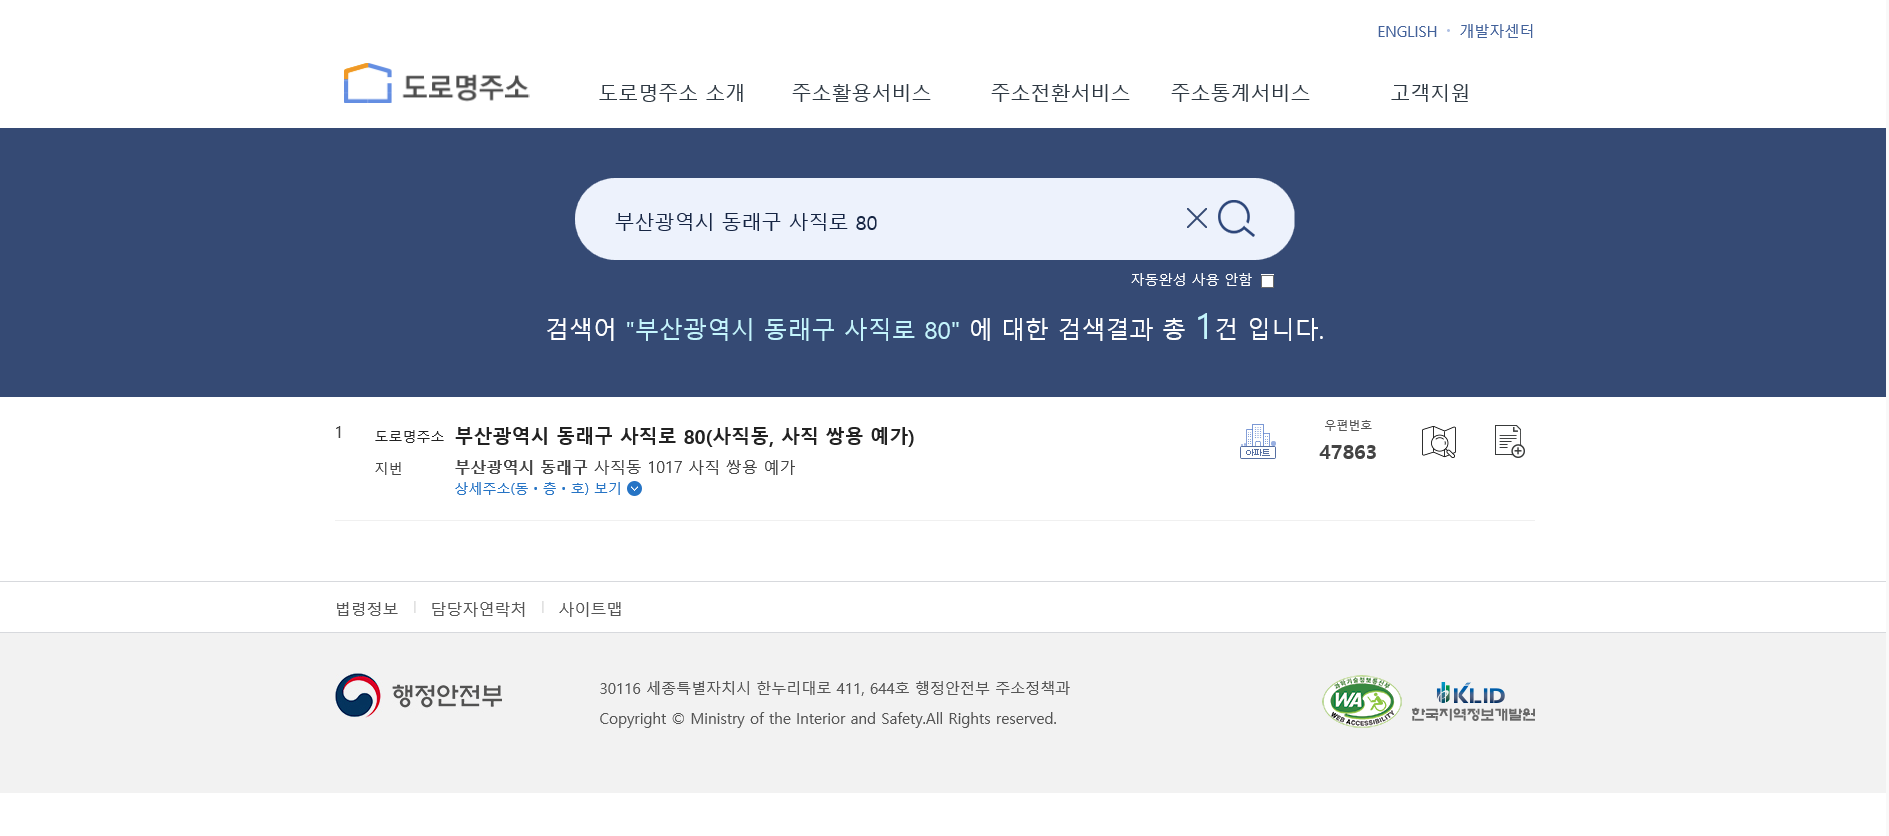 ENGLISH · 개발자센터
도로명주소 도로명주소 소개 주소활용서비스 주소전환서비스 주소통계서비스 고객지원
부산광역시 동래구 사직로 80
자동완성 사용 안함
검색어 "부산광역시 동래구 사직로 80" 에 대한 검색결과 총 1건 입니다.
1 도로명주소 부산광역시 동래구 사직로 80(사직동, 사직 쌍용 예가)
지번 부산광역시 동래구 사직동 1017 사직 쌍용 예가
상세주소(동·층·호) 보기
아파트
우편번호
47863
법령정보 | 담당자연락처 | 사이트맵
행정안전부
30116 세종특별자치시 한누리대로 411, 644호 행정안전부 주소정책과
Copyright © Ministry of the Interior and Safety.All Rights reserved.
과학기술정보통신부
WA
WEB ACCESSIBILITY
KLID
한국지역정보개발원